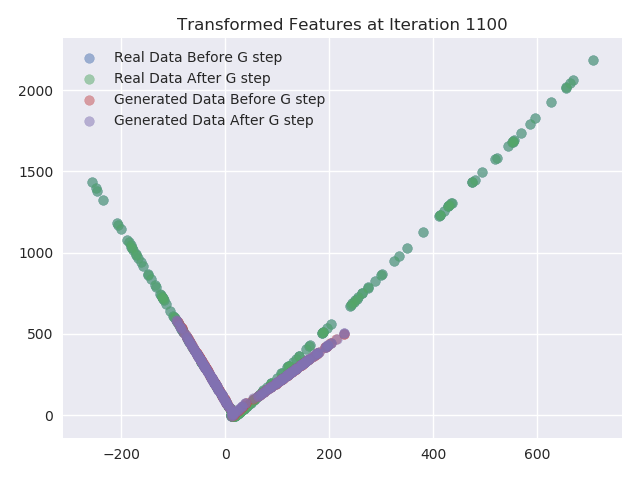 Transformed Features at Iteration 1100
Real Data Before G step
Real Data After G step
Generated Data Before G step
Generated Data After G step
2000
1500
1000
500
0
−200
0
200
400
600